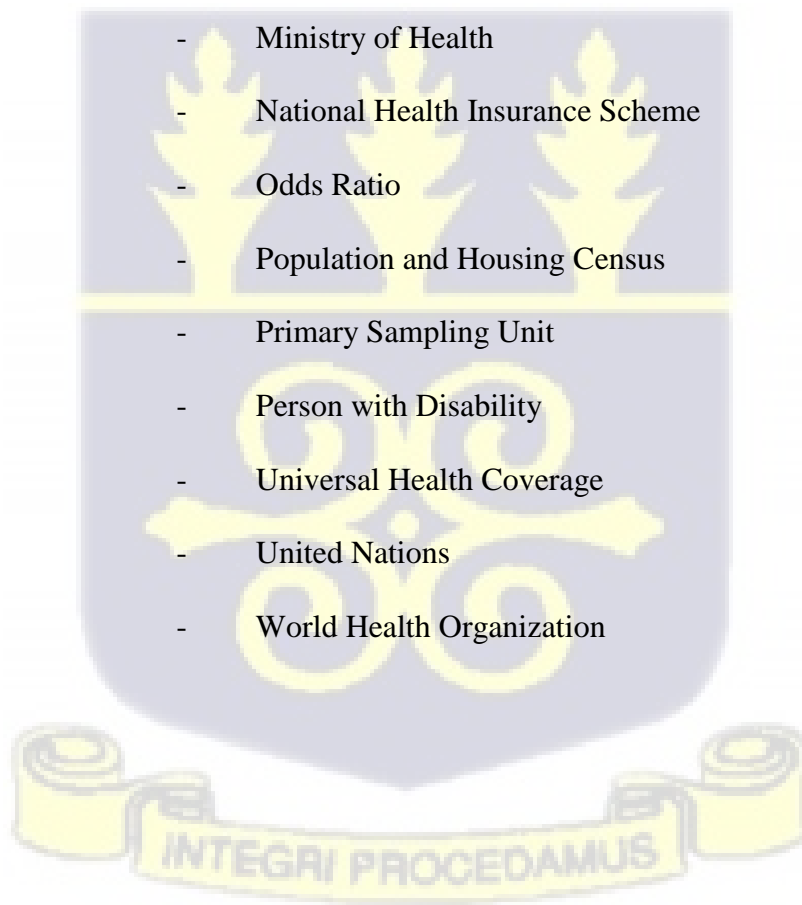 - Ministry of Health
- National Health Insurance Scheme
- Odds Ratio
- Population and Housing Census
- Primary Sampling Unit
- Person with Disability
- Universal Health Coverage
- United Nations
- World Health Organization
INTEGRI PROCEDAMUS